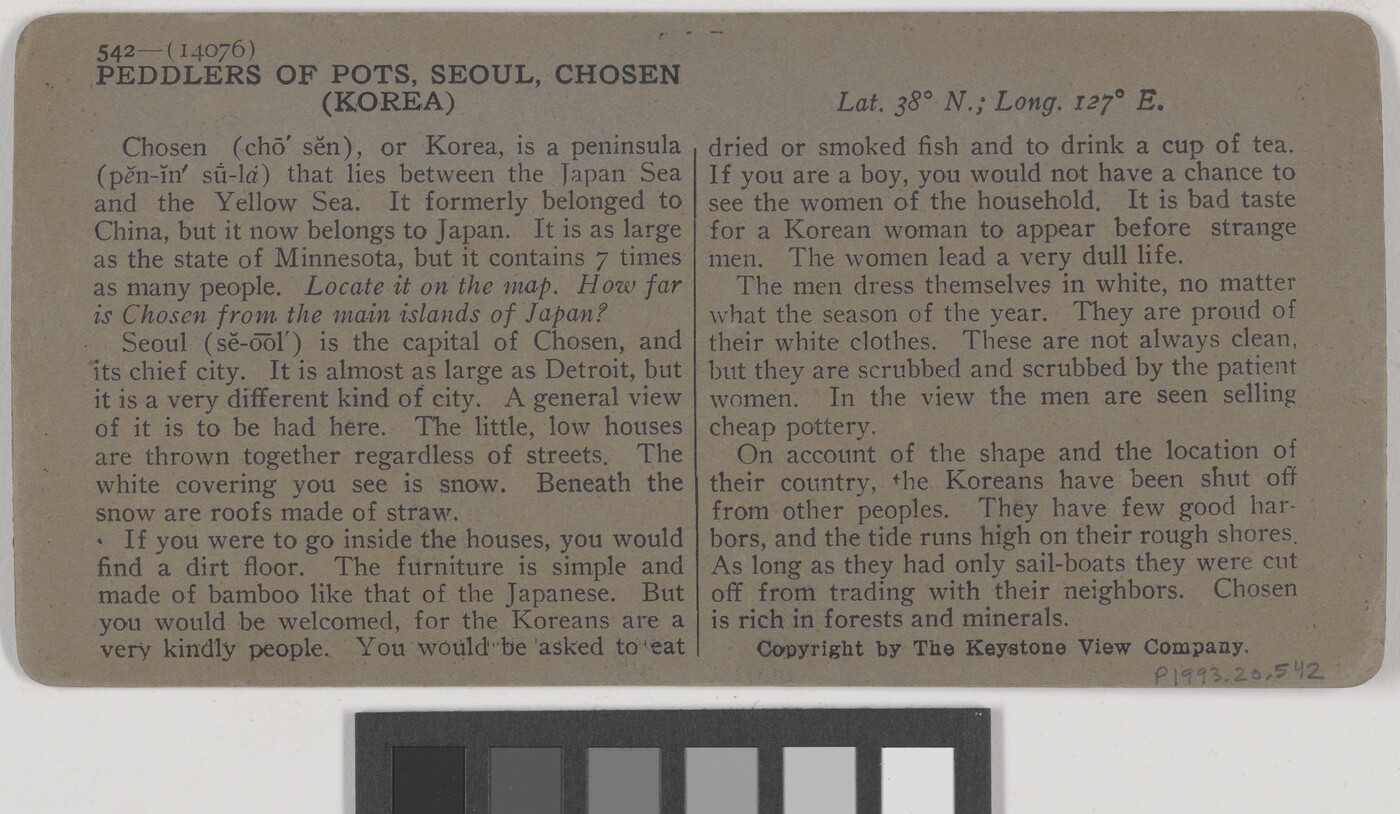 542—(14076)
PEDDLERS OF POTS, SEOUL, CHOSEN
(KOREA)
Lat. 38° N.; Long. 127° E.
Chosen (chō′ sĕn), or Korea, is a peninsula
(pĕn-ĭn′ sū̇-lȧ) that lies between the Japan Sea
and the Yellow Sea. It formerly belonged to
China, but it now belongs to Japan. It is as large
as the state of Minnesota, but it contains 7 times
as many people. Locate it on the map. How far
is Chosen from the main islands of Japan?
Seoul (sĕ-o͞ol′) is the capital of Chosen, and
its chief city. It is almost as large as Detroit, but
it is a very different kind of city. A general view
of it is to be had here. The little, low houses
are thrown together regardless of streets. The
white covering you see is snow. Beneath the
snow are roofs made of straw.
If you were to go inside the houses, you would
find a dirt floor. The furniture is simple and
made of bamboo like that of the Japanese. But
you would be welcomed, for the Koreans are a
very kindly people. You would be asked to eat
dried or smoked fish and to drink a cup of tea.
If you are a boy, you would not have a chance to
see the women of the household. It is bad taste
for a Korean woman to appear before strange
men. The women lead a very dull life.
The men dress themselves in white, no matter
what the season of the year. They are proud of
their white clothes. These are not always clean,
but they are scrubbed and scrubbed by the patient
women. In the view the men are seen selling
cheap pottery.
On account of the shape and the location of
their country, the Koreans have been shut off
from other peoples. They have few good har-
bors, and the tide runs high on their rough shores.
As long as they had only sail-boats they were cut
off from trading with their neighbors. Chosen
is rich in forests and minerals.
Copyright by The Keystone View Company.
P1993.20.542